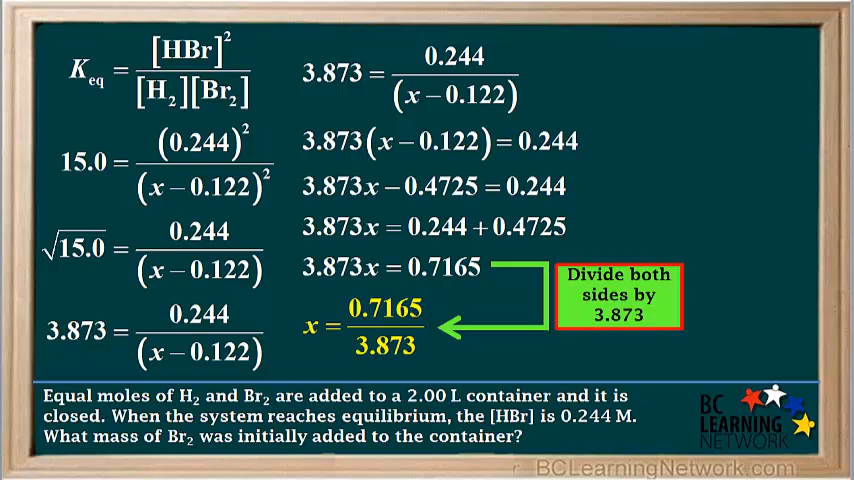 K_eq = [HBr]² / [H₂][Br₂]
15.0 = (0.244)² / (x – 0.122)²
√15.0 = 0.244 / (x – 0.122)
3.873 = 0.244 / (x – 0.122)
3.873 = 0.244 / (x – 0.122)
3.873(x – 0.122) = 0.244
3.873x – 0.4725 = 0.244
3.873x = 0.244 + 0.4725
3.873x = 0.7165
x = 0.7165 / 3.873
Divide both
sides by
3.873
Equal moles of H₂ and Br₂ are added to a 2.00 L container and it is
closed. When the system reaches equilibrium, the [HBr] is 0.244 M.
What mass of Br₂ was initially added to the container?
BC
LEARNING
NETWORK
BCLearningNetwork.com